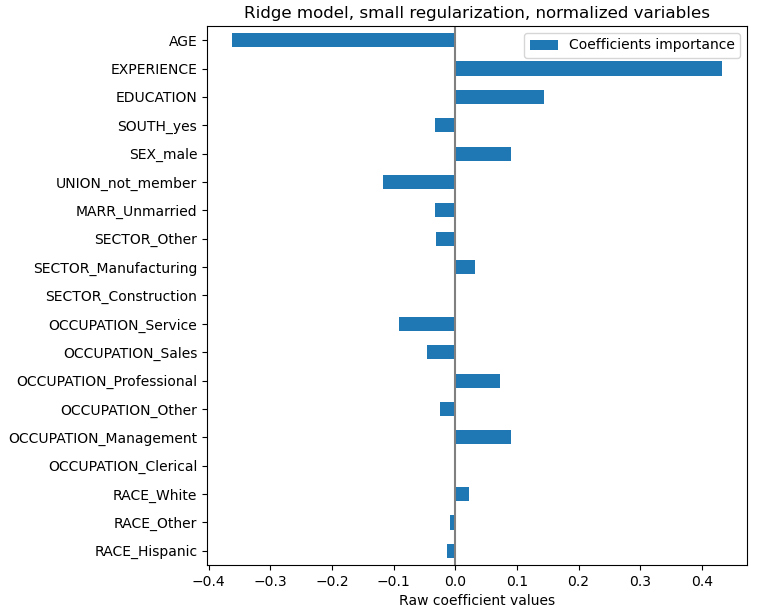 Ridge model, small regularization, normalized variables
Coefficients importance
AGE
EXPERIENCE
EDUCATION
SOUTH_yes
SEX_male
UNION_not_member
MARR_Unmarried
SECTOR_Other
SECTOR_Manufacturing
SECTOR_Construction
OCCUPATION_Service
OCCUPATION_Sales
OCCUPATION_Professional
OCCUPATION_Other
OCCUPATION_Management
OCCUPATION_Clerical
RACE_White
RACE_Other
RACE_Hispanic
−0.4 −0.3 −0.2 −0.1 0.0 0.1 0.2 0.3 0.4
Raw coefficient values